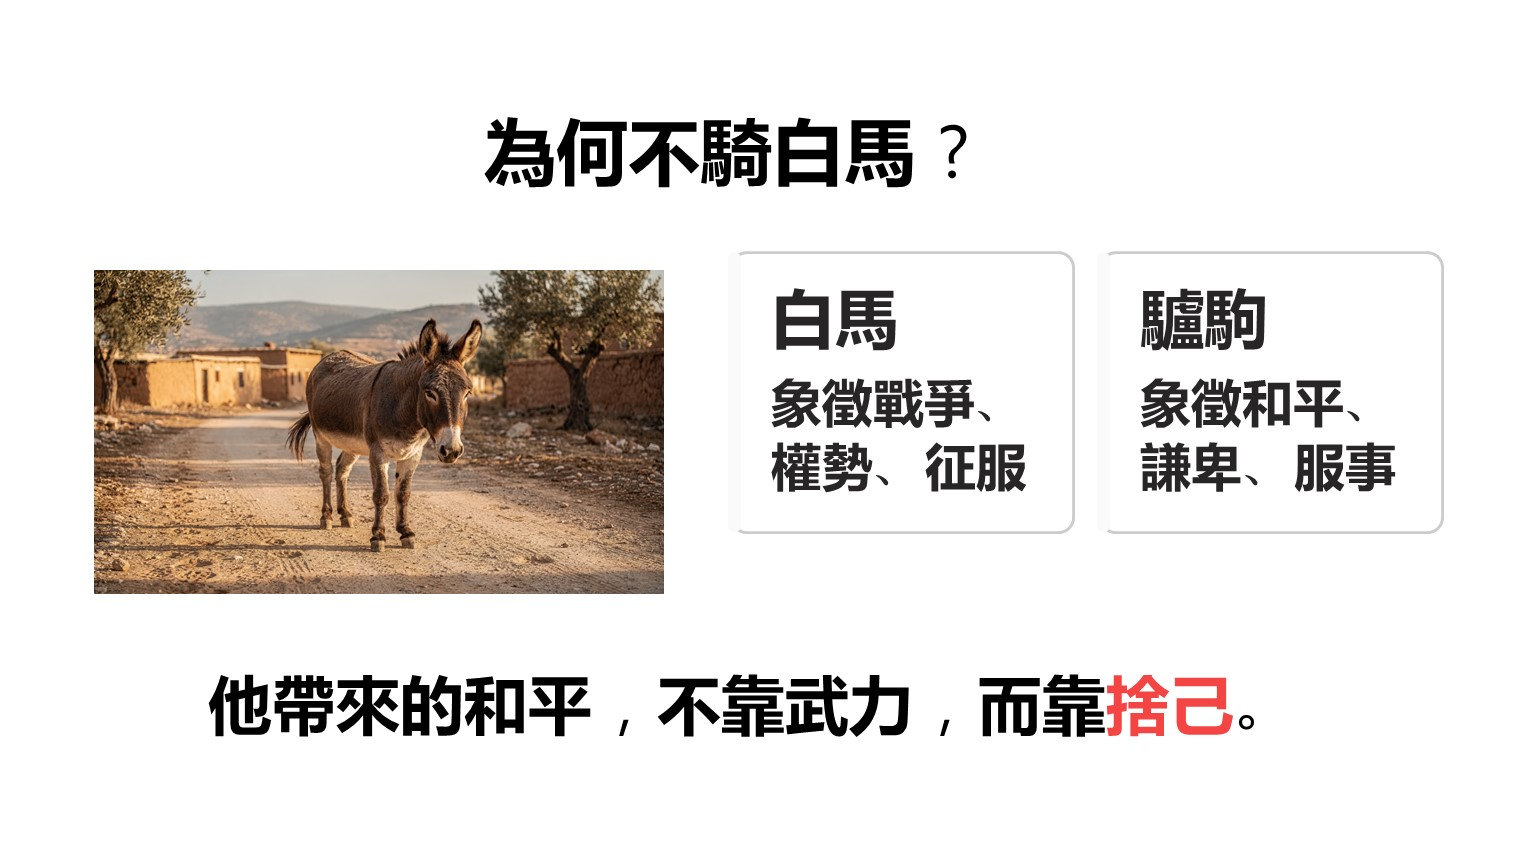 為何不騎白馬？
白馬
象徵戰爭、
權勢、 征服
驢駒
象徵和平、
謙卑、 服事
他帶來的和平，不靠武力，而靠捨己。